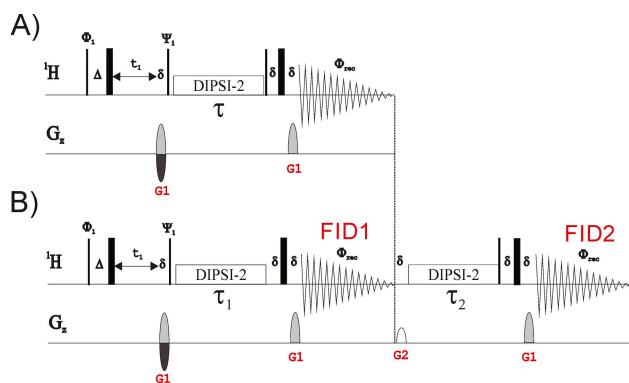 A)
Φ₁ Ψ₁
¹H Δ t₁ δ DIPSI-2 δ δ Φrec
τ
Gz
G1 G1
B)
FID1 FID2
Φ₁ Ψ₁ Φrec Φrec
¹H Δ t₁ δ DIPSI-2 δ δ δ DIPSI-2 δ δ
τ₁ τ₂
Gz
G1 G1 G2 G1